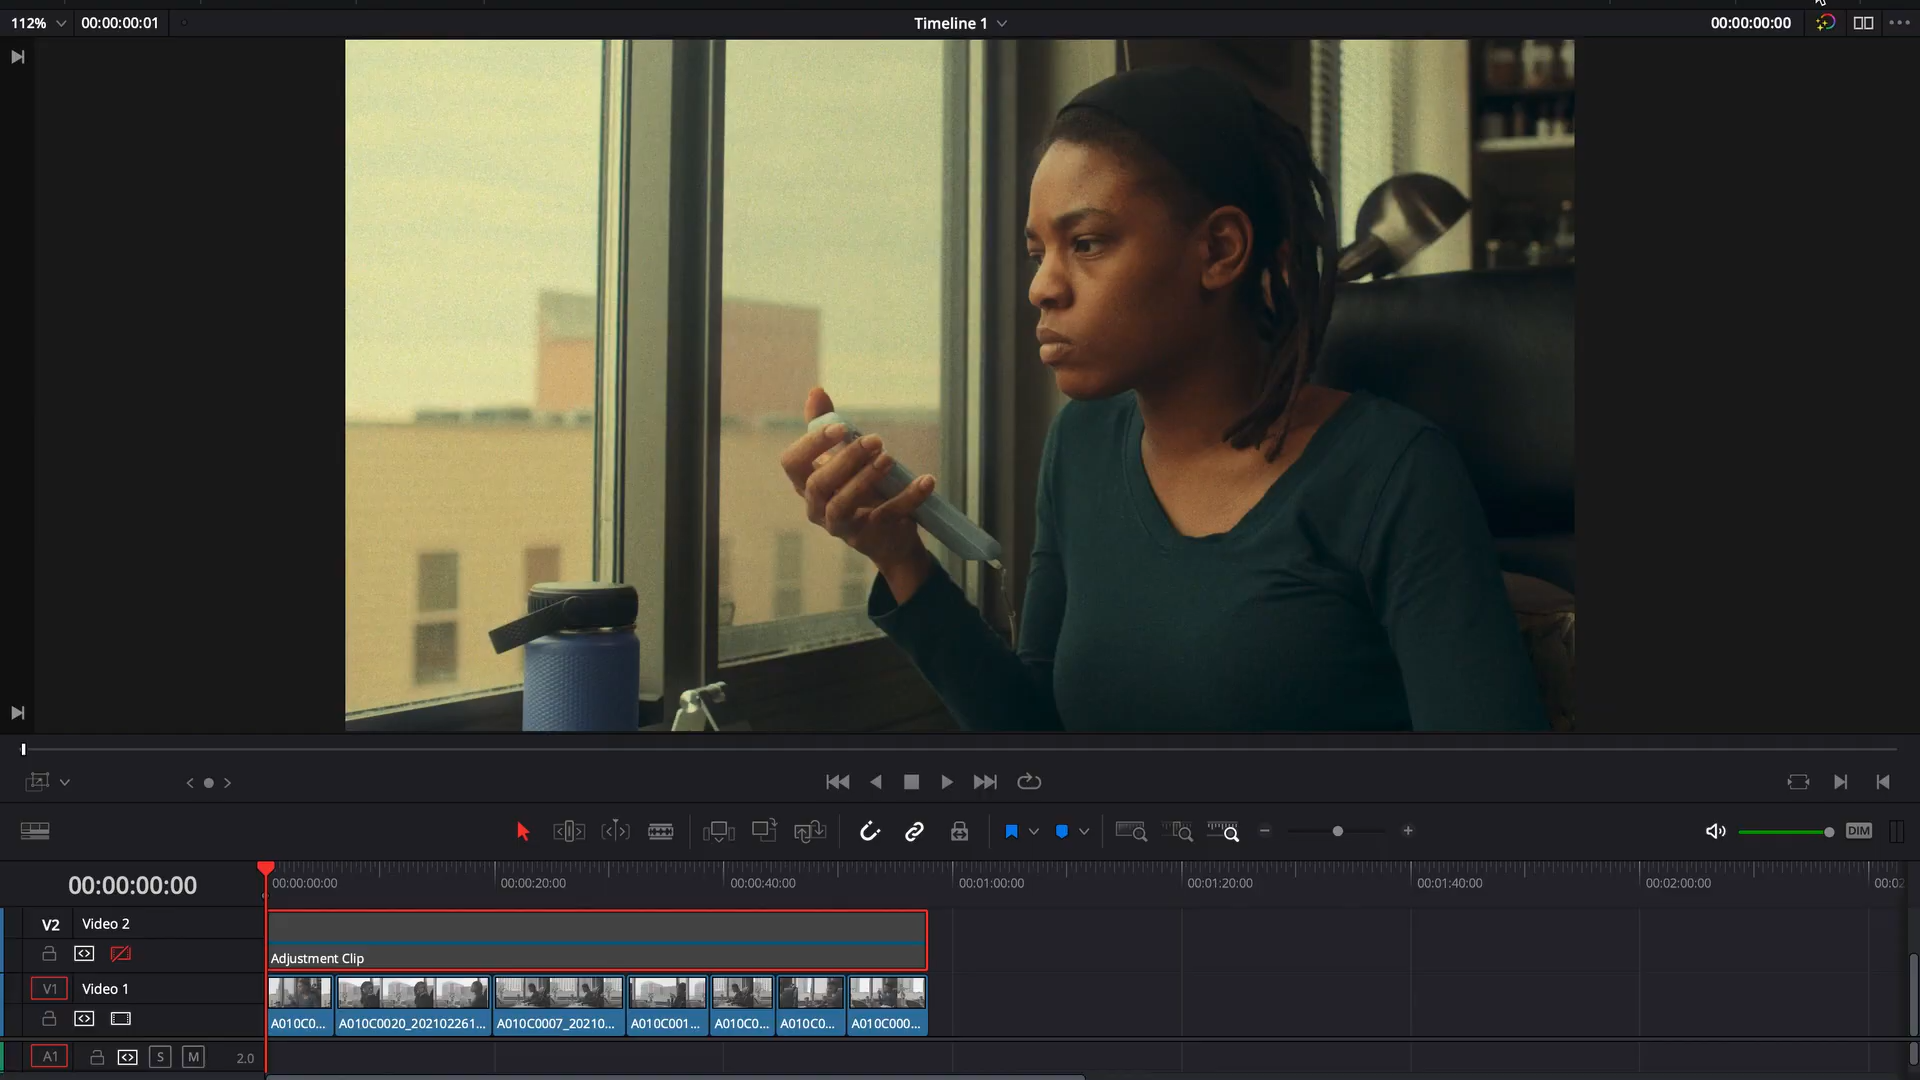 112%
00:00:00:01
Timeline 1
00:00:00:00
DIM
00:00:00:00
00:00:00:00
00:00:20:00
00:00:40:00
00:01:00:00
00:01:20:00
00:01:40:00
00:02:00:00
00:02
V2
Video 2
Adjustment Clip
V1
Video 1
A010C0...
A010C0020_202102261...
A010C0007_20210...
A010C001...
A010C0...
A010C0...
A010C000...
A1
S
M
2.0